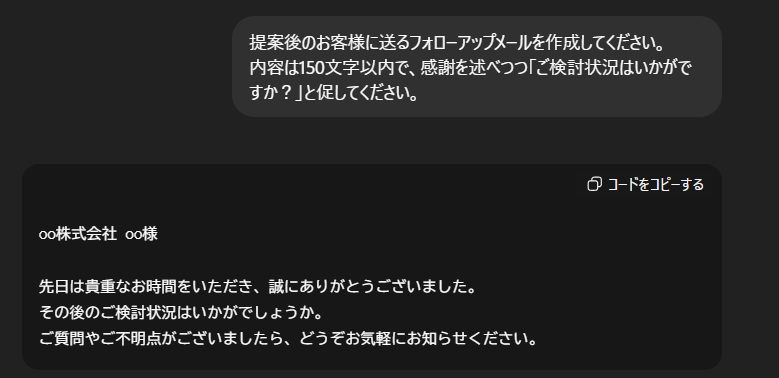 提案後のお客様に送るフォローアップメールを作成してください。
内容は150文字以内で、感謝を述べつつ「ご検討状況はいかがで
すか？」と促してください。
コードをコピーする
○○株式会社 ○○様
先日は貴重なお時間をいただき、誠にありがとうございました。
その後のご検討状況はいかがでしょうか。
ご質問やご不明点がございましたら、どうぞお気軽にお知らせください。